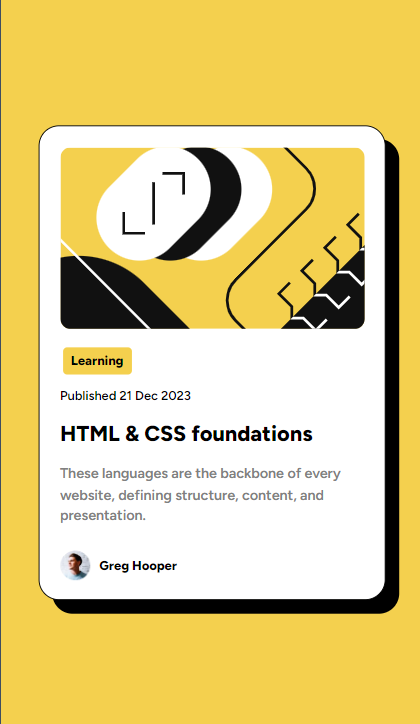 Learning
Published 21 Dec 2023
HTML & CSS foundations
These languages are the backbone of every
website, defining structure, content, and
presentation.
Greg Hooper